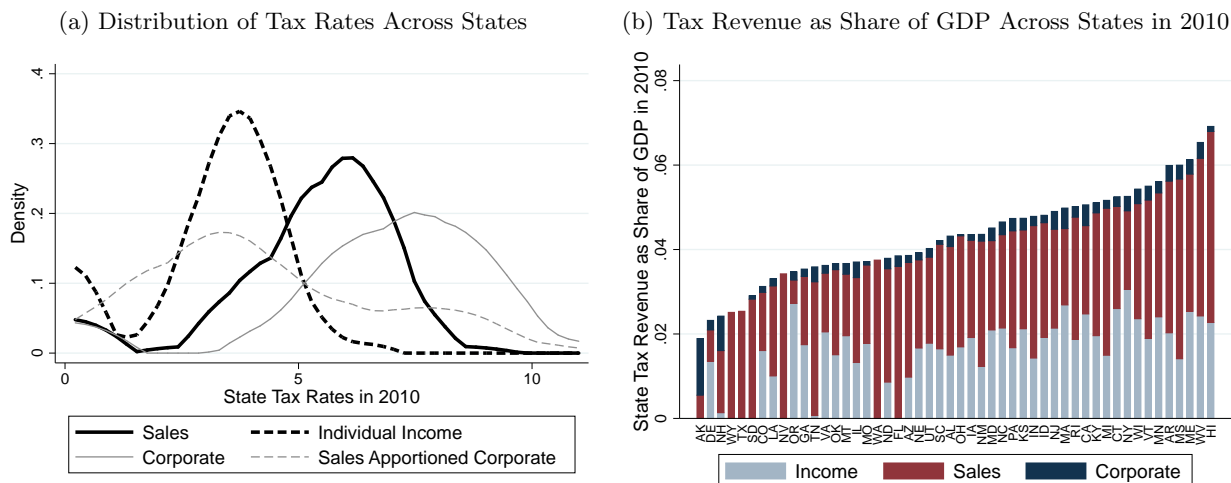 (a) Distribution of Tax Rates Across States
Density
.4
.3
.2
.1
0
0 5 10
State Tax Rates in 2010
Sales Individual Income
Corporate Sales Apportioned Corporate
(b) Tax Revenue as Share of GDP Across States in 2010
State Tax Revenue as Share of GDP in 2010
.08
.06
.04
.02
0
AK DE NH WY TX SD CO LA NV OR GA TN VA OK MT IL MO WA ND FL AZ NE UT SC AL OH IA NM MD NC PA KS IN ID NJ MA RI CA KY MI CT NY WI VT MN AR MS ME WV HI
Income Sales Corporate